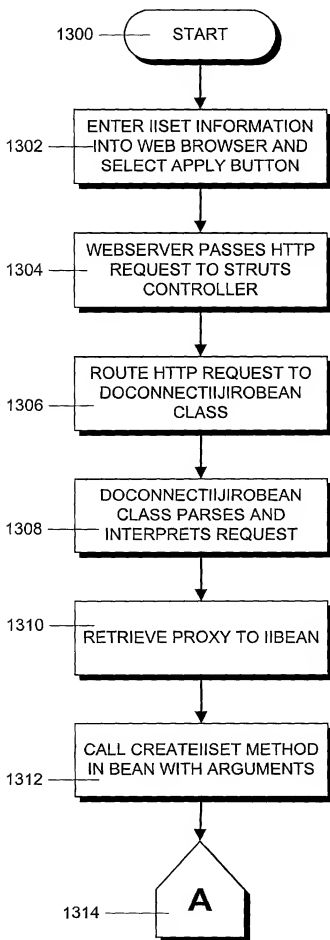 1300
START
1302
ENTER IISET INFORMATION
INTO WEB BROWSER AND
SELECT APPLY BUTTON
1304
WEBSERVER PASSES HTTP
REQUEST TO STRUTS
CONTROLLER
1306
ROUTE HTTP REQUEST TO
DOCONNECTIIJIROBEAN
CLASS
1308
DOCONNECTIIJIROBEAN
CLASS PARSES AND
INTERPRETS REQUEST
1310
RETRIEVE PROXY TO IIBEAN
1312
CALL CREATEIISET METHOD
IN BEAN WITH ARGUMENTS
1314
A